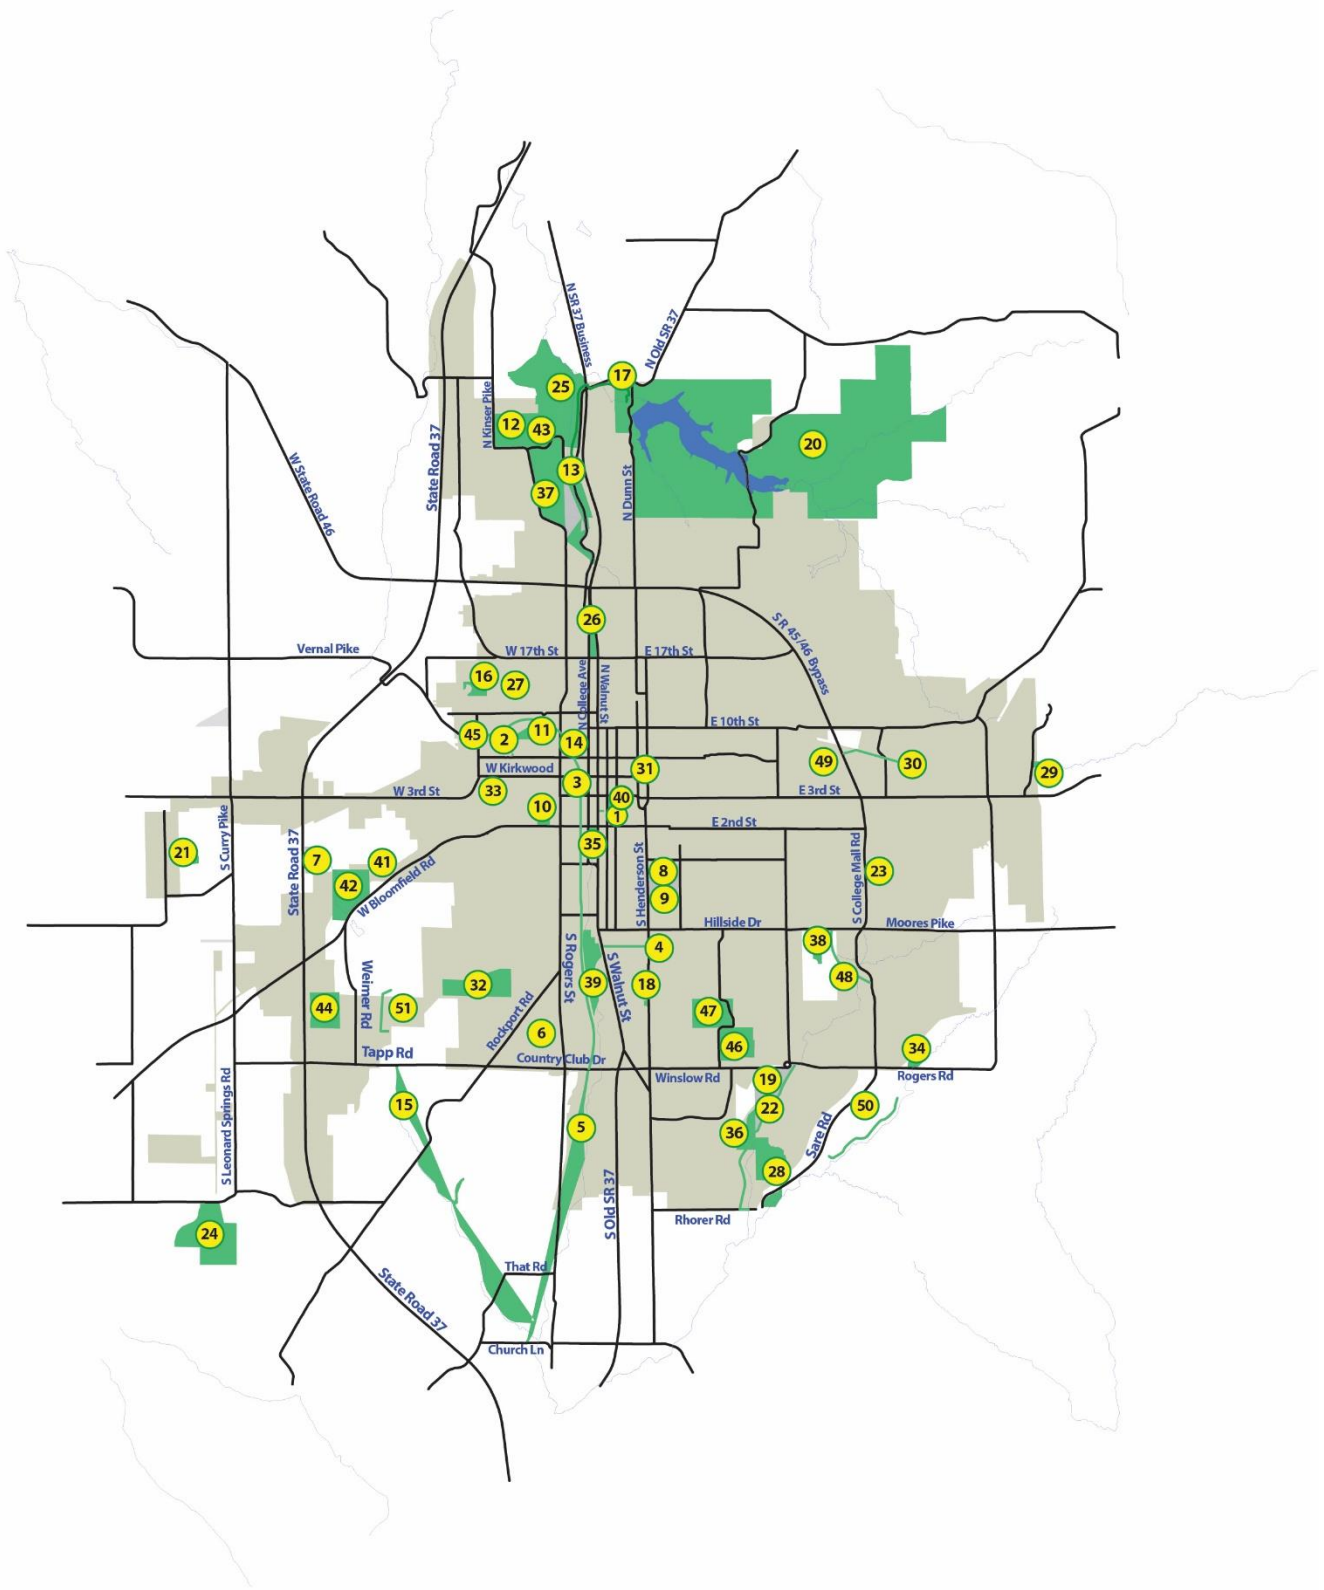 N SR 37 Business
N Old SR 37
17
25
N Kinser Pike
12
43
20
State Road 37
W State Road 46
13
37
N Dunn St
26
S R 45/46 Bypass
Vernal Pike
W 17th St
E 17th St
16
27
N College Ave
N Walnut St
E 10th St
45
2
11
14
49
30
W Kirkwood
31
29
3
W 3rd St
33
E 3rd St
40
10
1
E 2nd St
S Curry Pike
21
State Road 37
7
41
35
42
W Bloomfield Rd
S Henderson St
8
9
S College Mall Rd
23
Hillside Dr
Moores Pike
4
38
48
S Rogers St
S Walnut St
39
18
32
Weimer Rd
44
51
Rockport Rd
6
47
46
34
Tapp Rd
Country Club Dr
Winslow Rd
19
Rogers Rd
S Leonard Springs Rd
15
22
50
5
36
Sare Rd
28
S Old SR 37
Rhorer Rd
24
That Rd
State Road 37
Church Ln